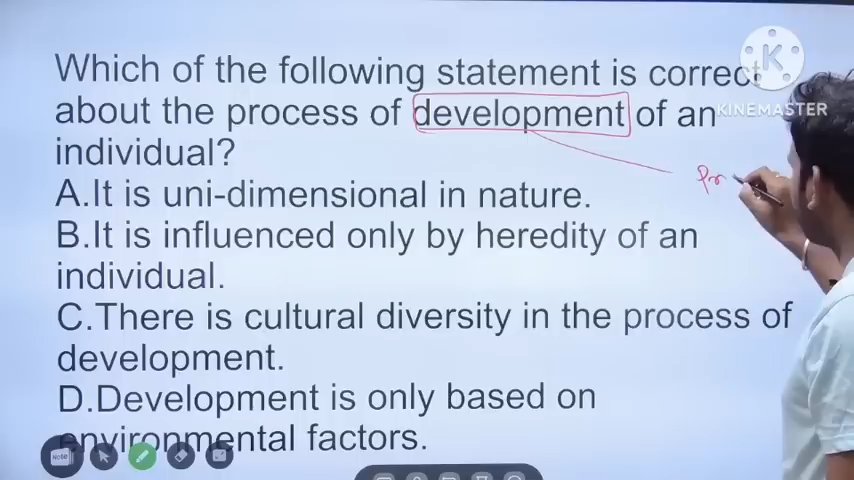 Which of the following statement is correct
about the process of development of an
individual?
A.It is uni-dimensional in nature.
B.It is influenced only by heredity of an
individual.
C.There is cultural diversity in the process of
development.
D.Development is only based on
environmental factors.
KINEMASTER
K
Pr
Note